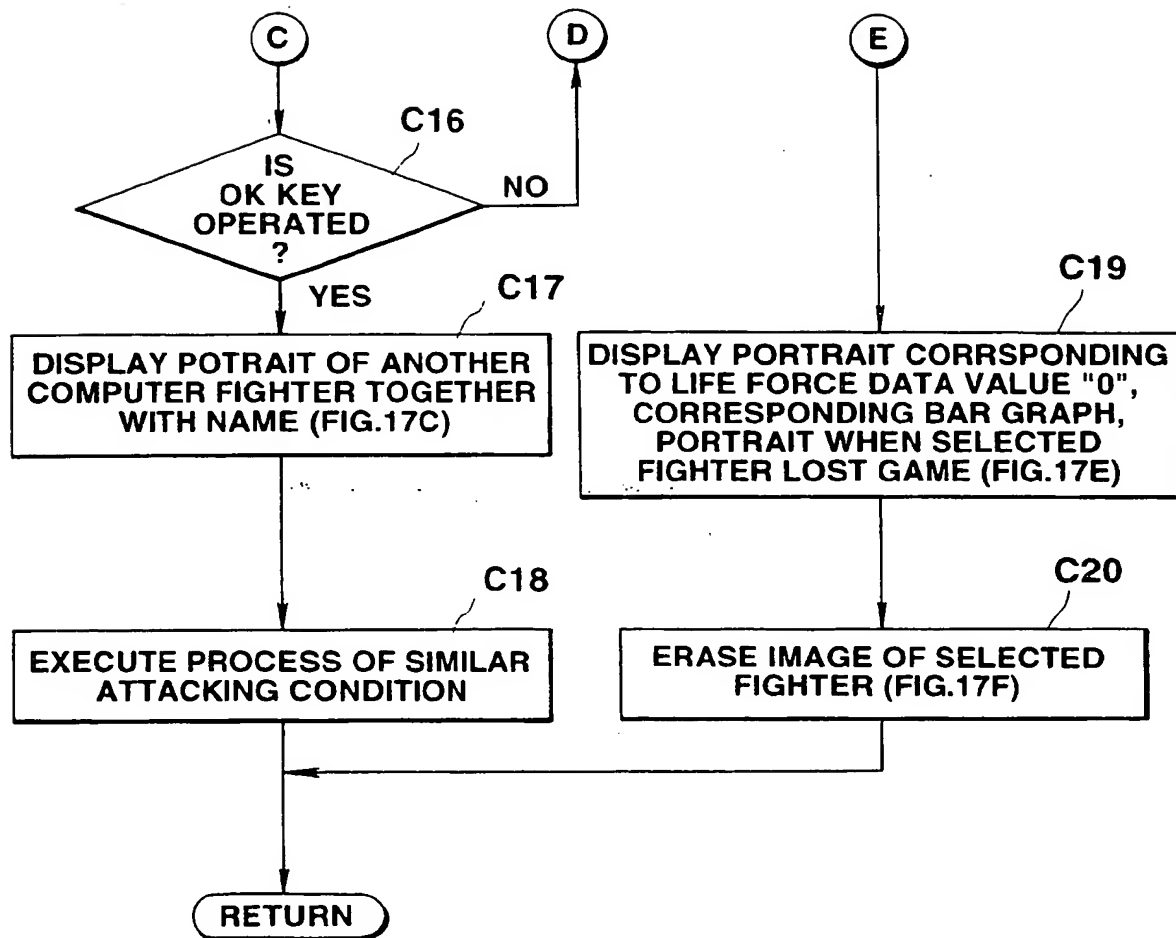 C
D
E
C16
IS
OK KEY
OPERATED
?
NO
YES
C17
DISPLAY POTRAIT OF ANOTHER
COMPUTER FIGHTER TOGETHER
WITH NAME (FIG.17C)
C19
DISPLAY PORTRAIT CORRSPONDING
TO LIFE FORCE DATA VALUE "0",
CORRESPONDING BAR GRAPH,
PORTRAIT WHEN SELECTED
FIGHTER LOST GAME (FIG.17E)
C18
EXECUTE PROCESS OF SIMILAR
ATTACKING CONDITION
C20
ERASE IMAGE OF SELECTED
FIGHTER (FIG.17F)
RETURN